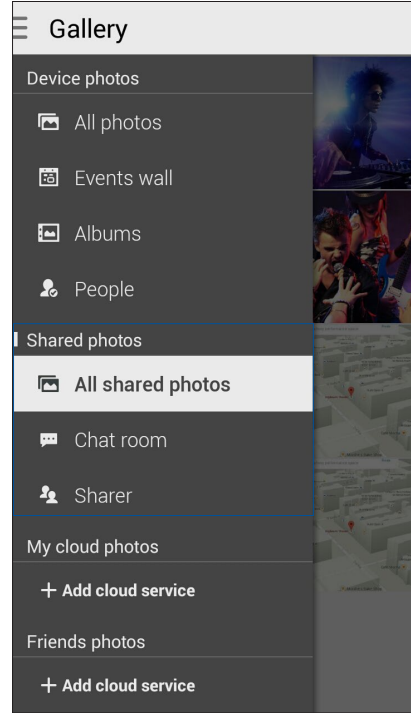 Gallery
Device photos
All photos
Events wall
Albums
People
Shared photos
All shared photos
Chat room
Sharer
My cloud photos
+ Add cloud service
Friends photos
+ Add cloud service